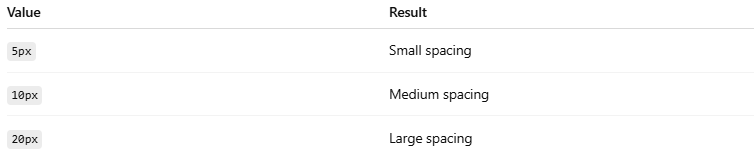 Value Result
5px Small spacing
10px Medium spacing
20px Large spacing